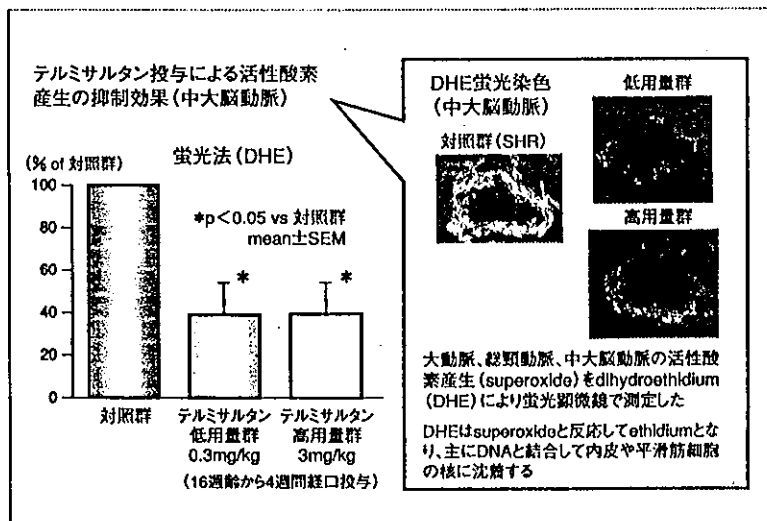 テルミサルタン投与による活性酸素
産生の抑制効果(中大脳動脈)
(% of 対照群)
蛍光法(DHE)
100
80
60
40
20
0
*p<0.05 vs 対照群
mean±SEM
*
*
対照群
テルミサルタン
低用量群
0.3mg/kg
テルミサルタン
高用量群
3mg/kg
(16週齢から4週間経口投与)
DHE蛍光染色
(中大脳動脈)
対照群(SHR)
低用量群
高用量群
大動脈、総頸動脈、中大脳動脈の活性酸
素産生(superoxide)をdihydroethidium
(DHE)により蛍光顕微鏡で測定した
DHEはsuperoxideと反応してethidiumとな
り、主にDNAと結合して内皮や平滑筋細胞
の核に沈着する